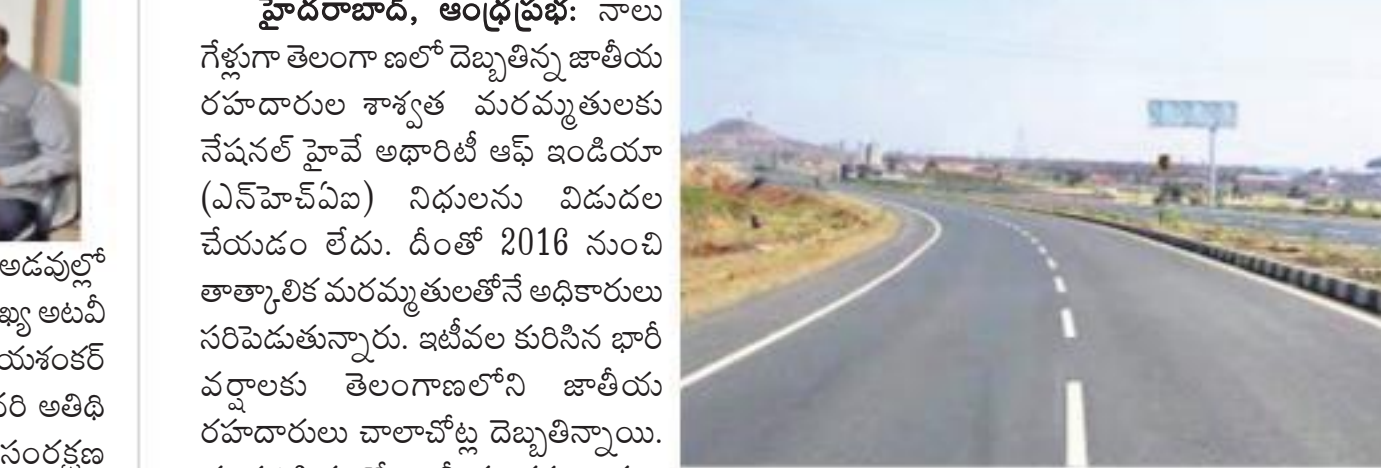 అడవుల్లో
ఖ్య అటవీ
యశంకర్
వరి అతిథి
సంరక్షణ
హైదరాబాద్, ఆంధ్రప్రభ: నాలు
గేళ్లుగా తెలంగా ణలో దెబ్బతిన్న జాతీయ
రహదారుల శాశ్వత మరమ్మతులకు
నేషనల్ హైవే అథారిటీ ఆఫ్ ఇండియా
(ఎన్‌హెచ్‌ఏఐ) నిధులను విడుదల
చేయడం లేదు. దీంతో 2016 నుంచి
తాత్కాలిక మరమ్మతులతోనే అధికారులు
సరిపెడుతున్నారు. ఇటీవల కురిసిన భారీ
వర్షాలకు తెలంగాణలోని జాతీయ
రహదారులు చాలాచోట్ల దెబ్బతిన్నాయి.